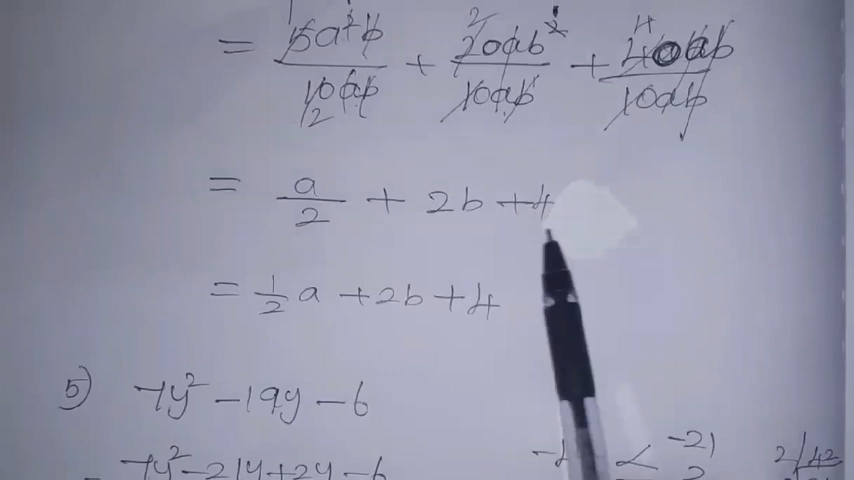 = 5a²b/10ab + 20ab²/10ab + 40ab/10ab
= a/2 + 2b + 4
= 1/2 a + 2b + 4
5) 7y² - 19y - 6
7y² - 21y + 2y - 6
< -21
2
2/42